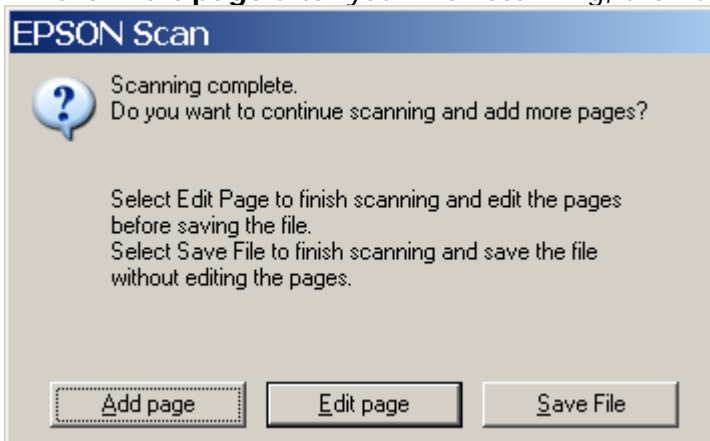 EPSON Scan
Scanning complete.
Do you want to continue scanning and add more pages?
Select Edit Page to finish scanning and edit the pages
before saving the file.
Select Save File to finish scanning and save the file
without editing the pages.
Add page Edit page Save File